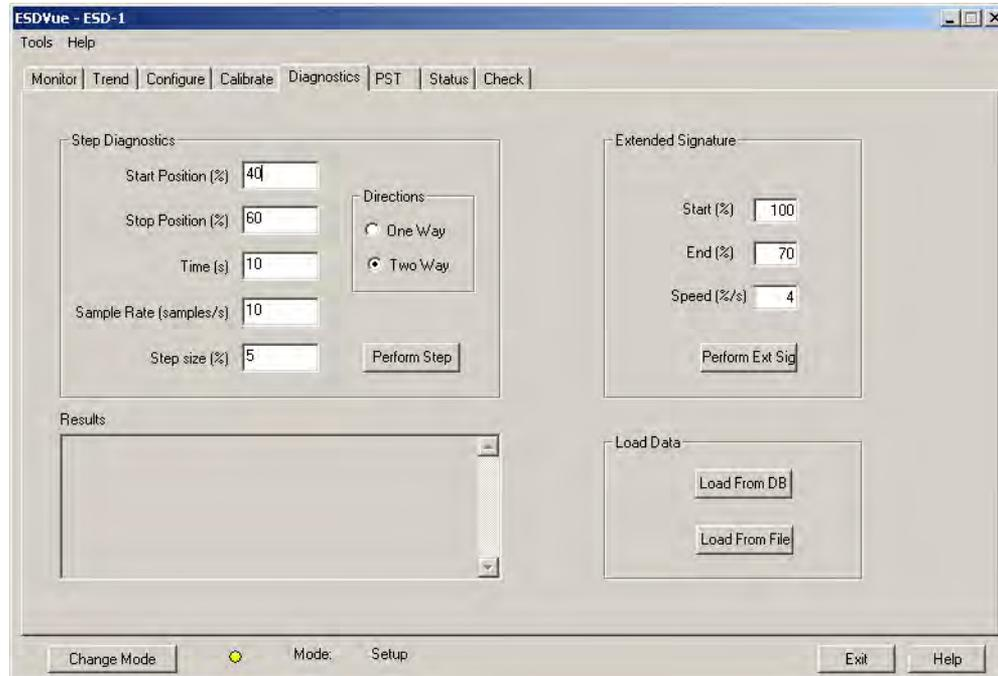 ESDVue - ESD-1
Tools Help
Monitor Trend Configure Calibrate Diagnostics PST Status Check
Step Diagnostics
Start Position (%) 40
Stop Position (%) 60
Time (s) 10
Sample Rate (samples/s) 10
Step size (%) 5
Directions
One Way
Two Way
Perform Step
Extended Signature
Start (%) 100
End (%) 70
Speed (%/s) 4
Perform Ext Sig
Results
Load Data
Load From DB
Load From File
Change Mode Mode: Setup Exit Help